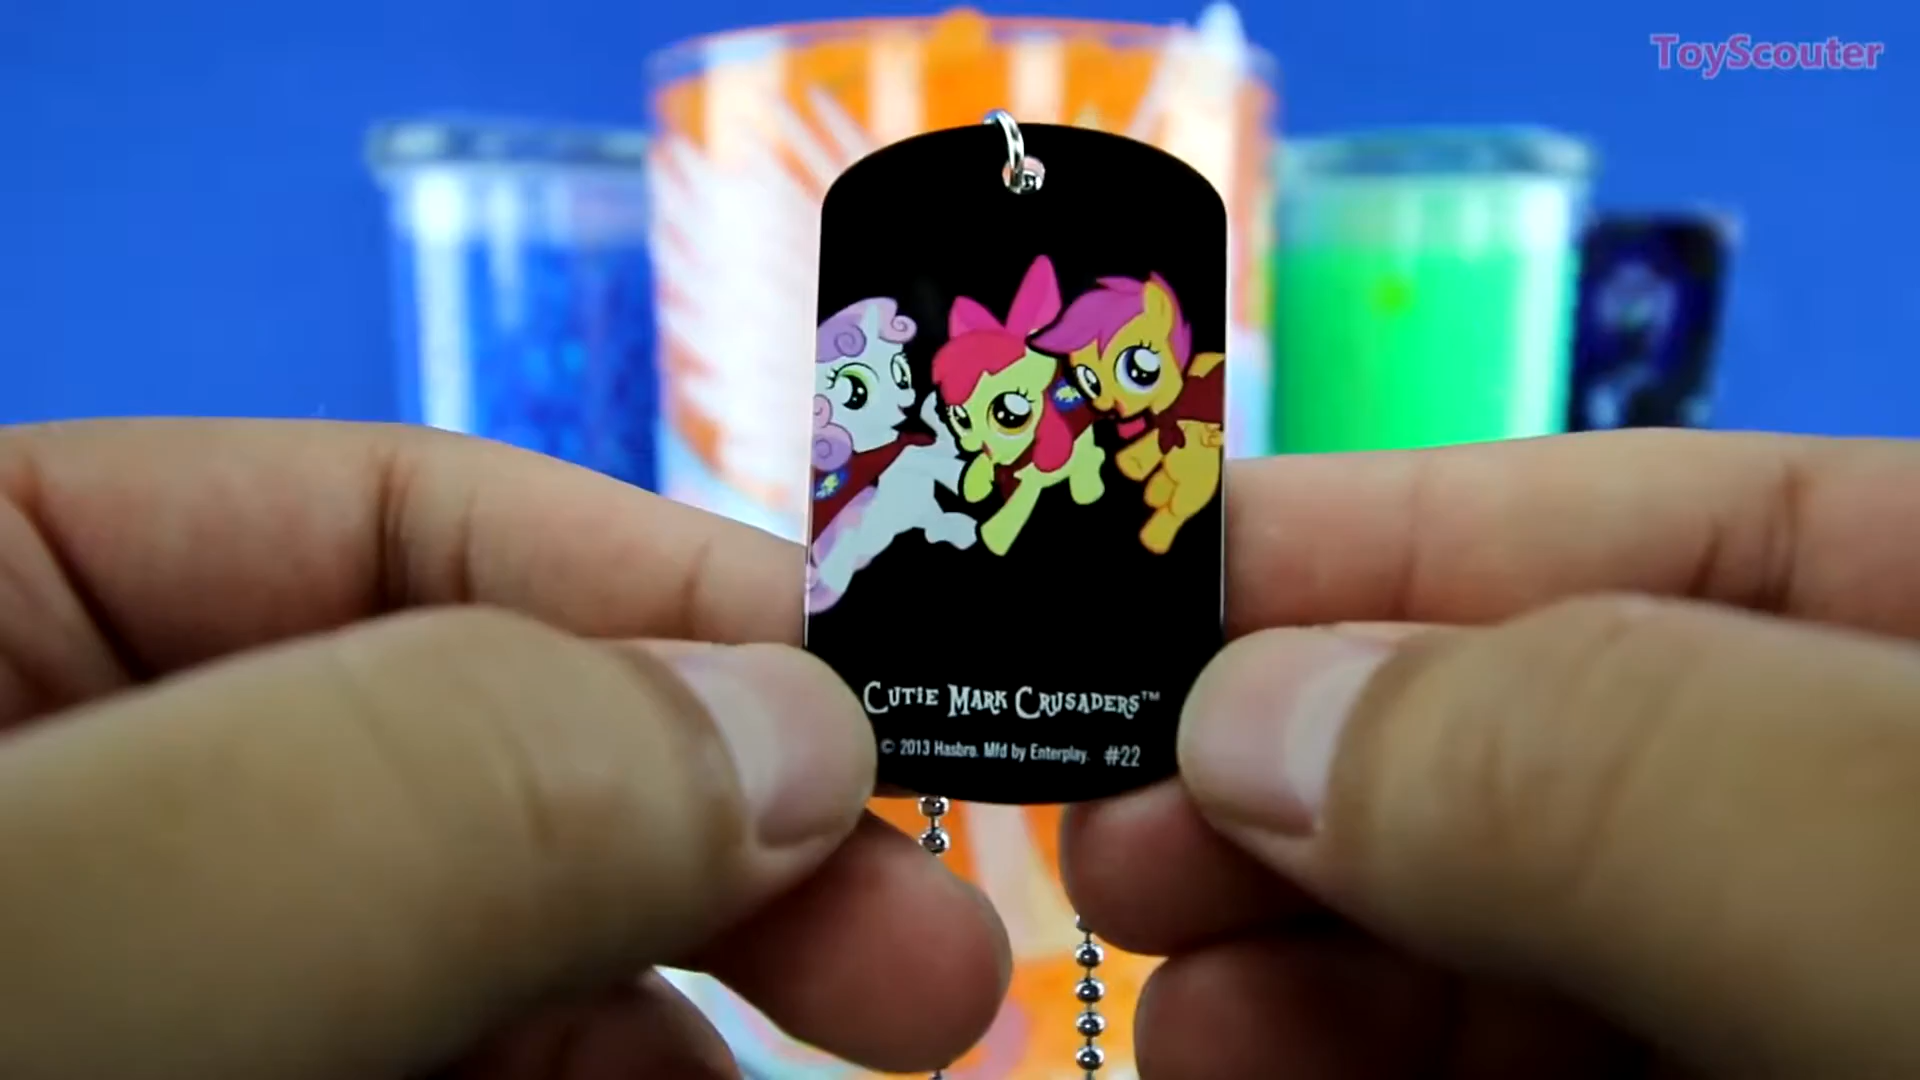 ToyScouter
CUTIE MARK CRUSADERS™
© 2013 Hasbro. Mfd by Enterplay. #22